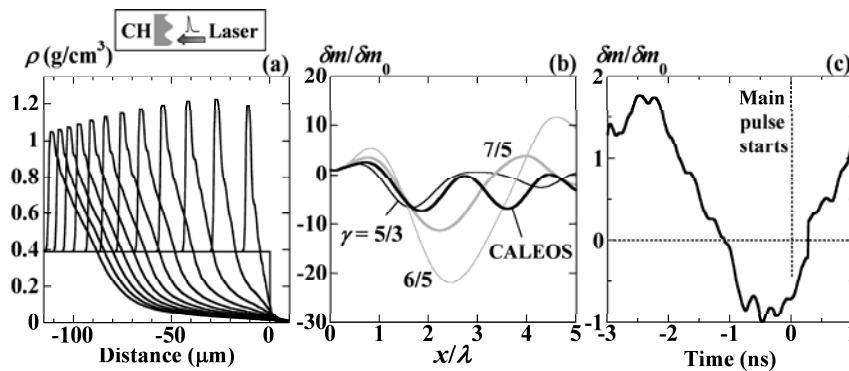 CH Laser
ρ (g/cm³)
(a)
1.2
1
0.8
0.6
0.4
0.2
0
-100 -50 0
Distance (μm)
δm/δm₀
(b)
20
10
0
-10
-20
-30
7/5
γ = 5/3
CALEOS
6/5
0 1 2 3 4 5
x/λ
δm/δm₀
(c)
2
1
0
-1
Main
pulse
starts
-3 -2 -1 0 1
Time (ns)